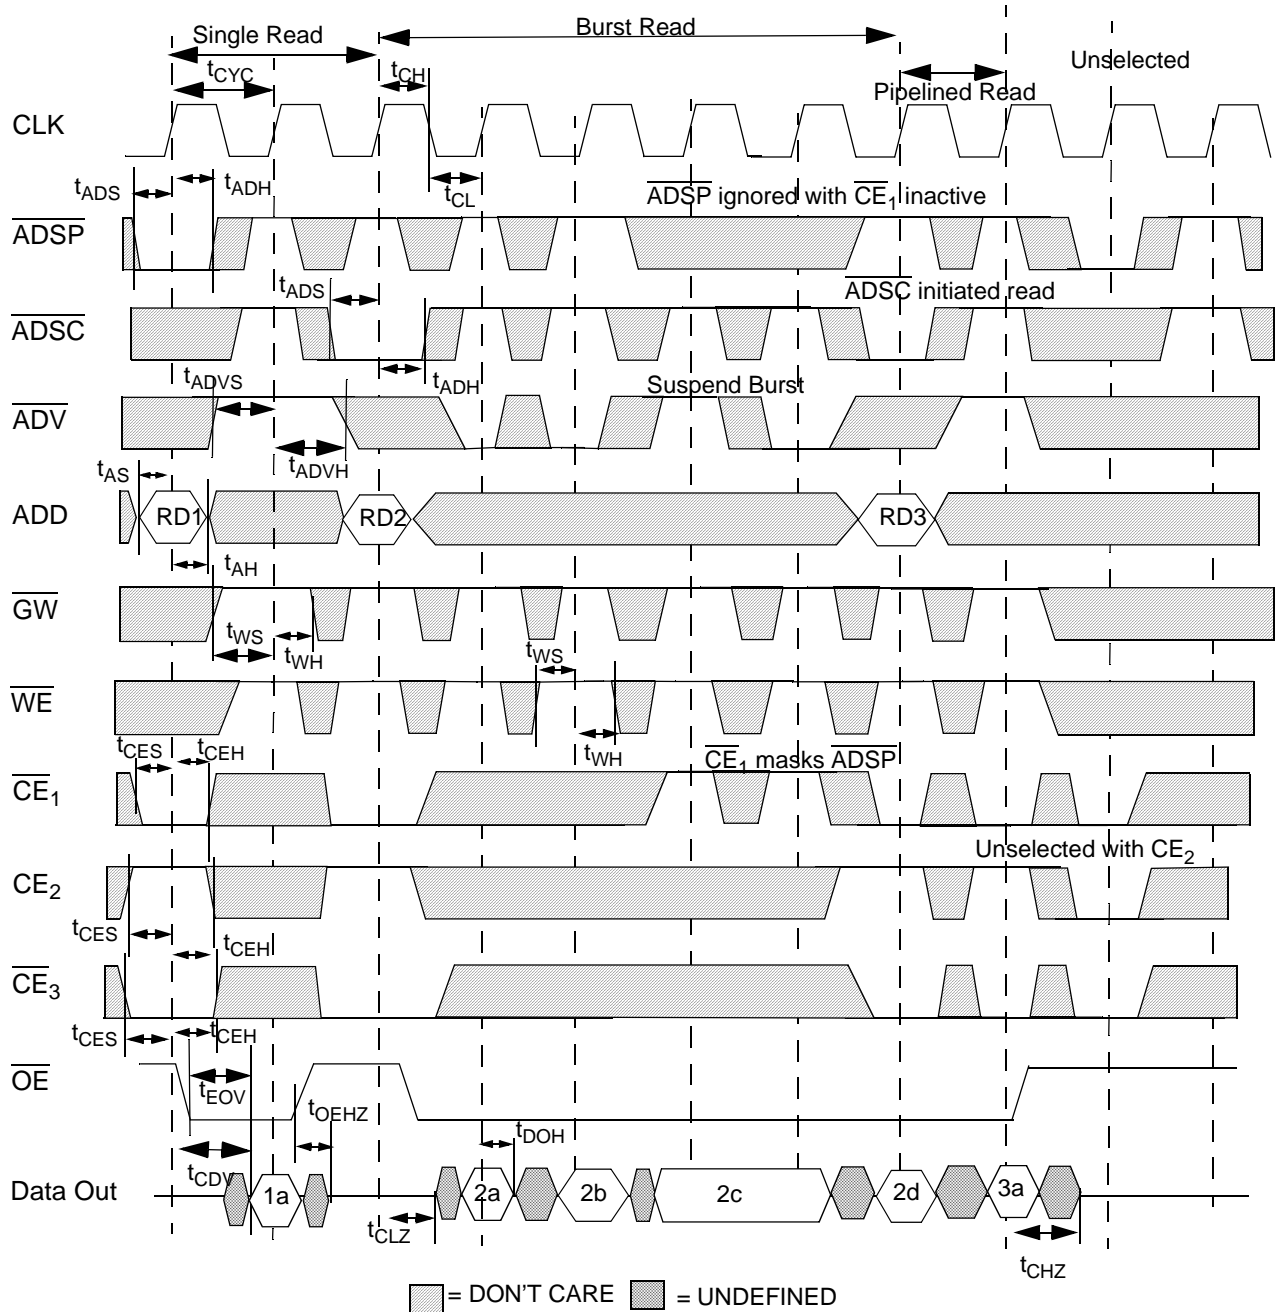 Single Read
Burst Read
Unselected
tCYC
tCH
Pipelined Read
CLK
tADS
tADH
tCL
ADSP ignored with CE1 inactive
ADSP
tADS
ADSC initiated read
ADSC
tADVS
tADH
Suspend Burst
ADV
tAS
tADVH
ADD
RD1
RD2
RD3
tAH
GW
tWS
tWH
tWS
WE
tCES
tCEH
tWH
CE1 masks ADSP
CE1
Unselected with CE2
CE2
tCES
tCEH
CE3
tCES
tCEH
OE
tEOV
tOEHZ
tDOH
tCDV
Data Out
1a
2a
2b
2c
2d
3a
tCLZ
tCHZ
= DON'T CARE
= UNDEFINED